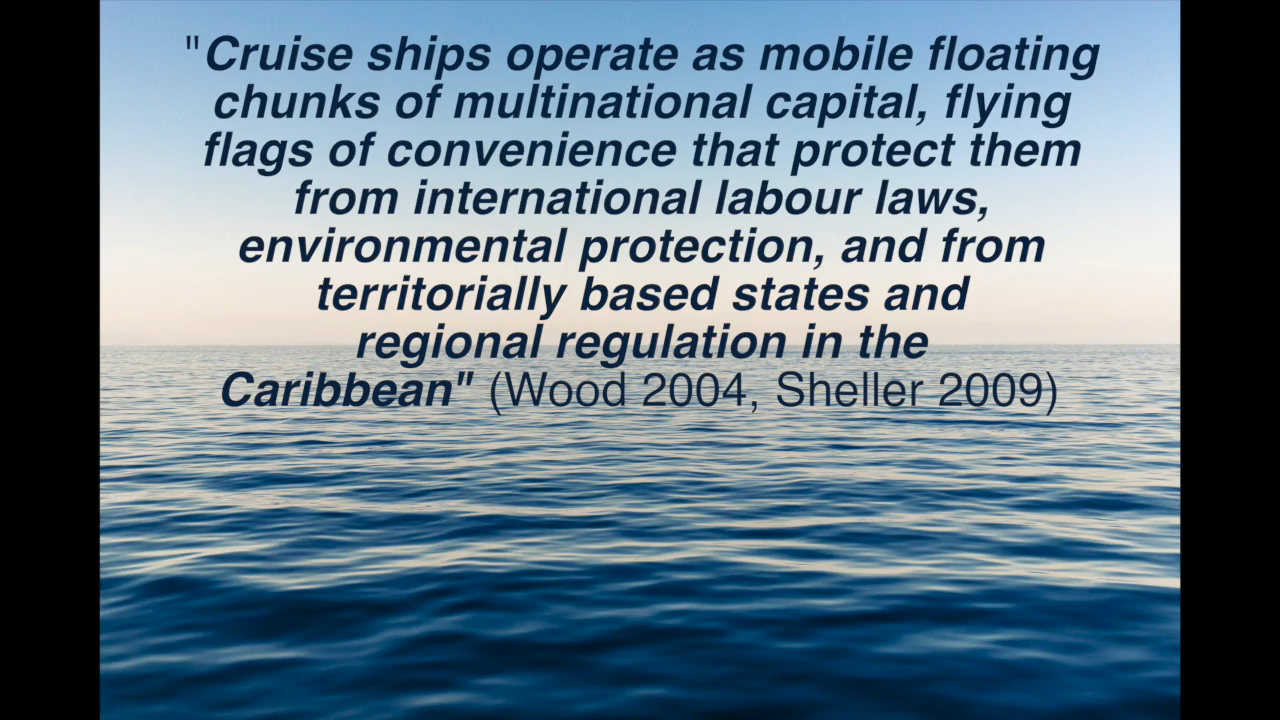 "Cruise ships operate as mobile floating
chunks of multinational capital, flying
flags of convenience that protect them
from international labour laws,
environmental protection, and from
territorially based states and
regional regulation in the
Caribbean" (Wood 2004, Sheller 2009)